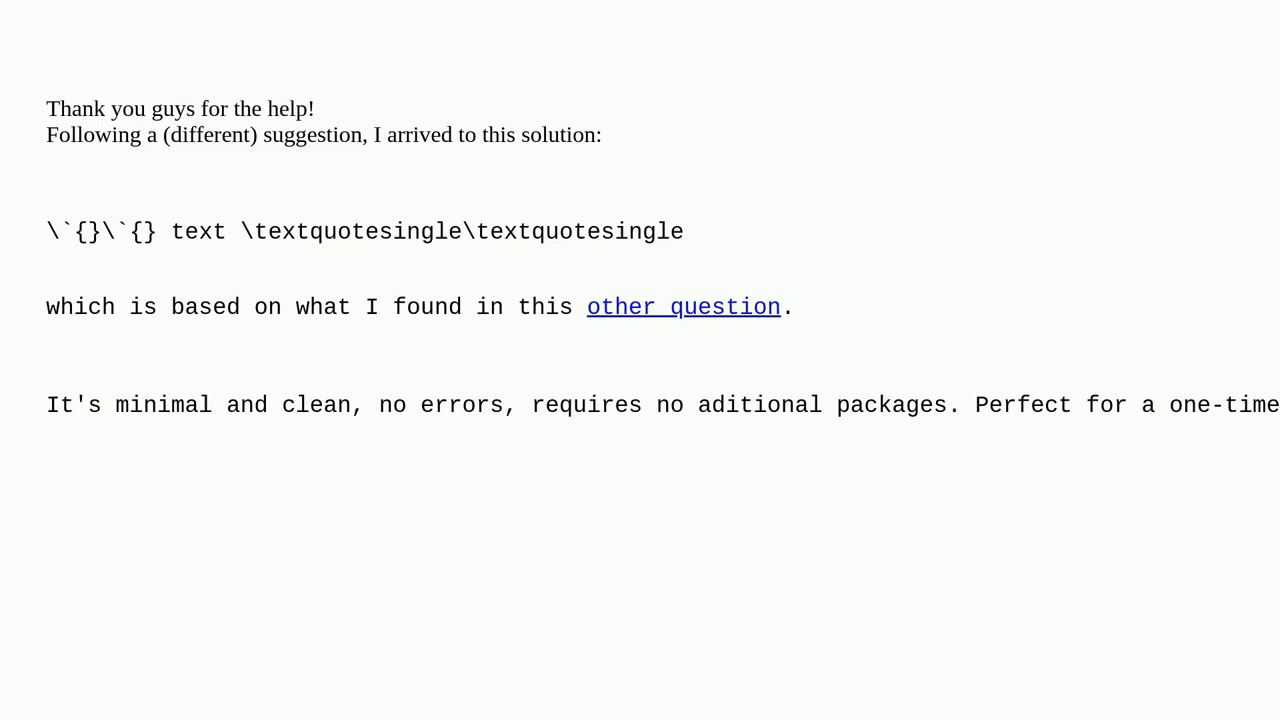 Thank you guys for the help!
Following a (different) suggestion, I arrived to this solution:
\`{}\`{} text \textquotesingle\textquotesingle
which is based on what I found in this other question.
It's minimal and clean, no errors, requires no aditional packages. Perfect for a one-time